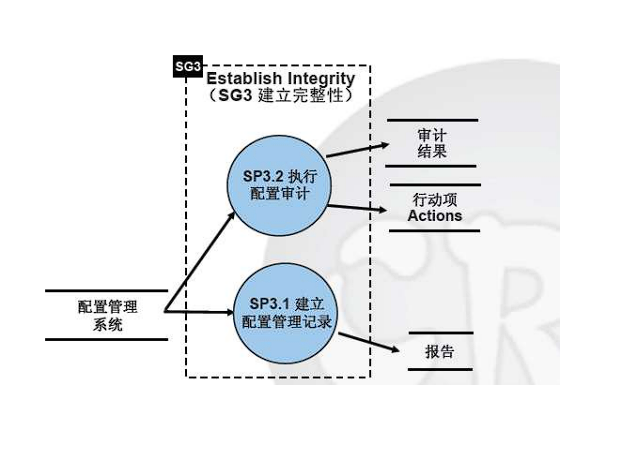 SG3
Establish Integrity
（SG3 建立完整性）
审计
结果
SP3.2 执行
配置审计
行动项
Actions
配置管理
系统
SP3.1 建立
配置管理记录
报告